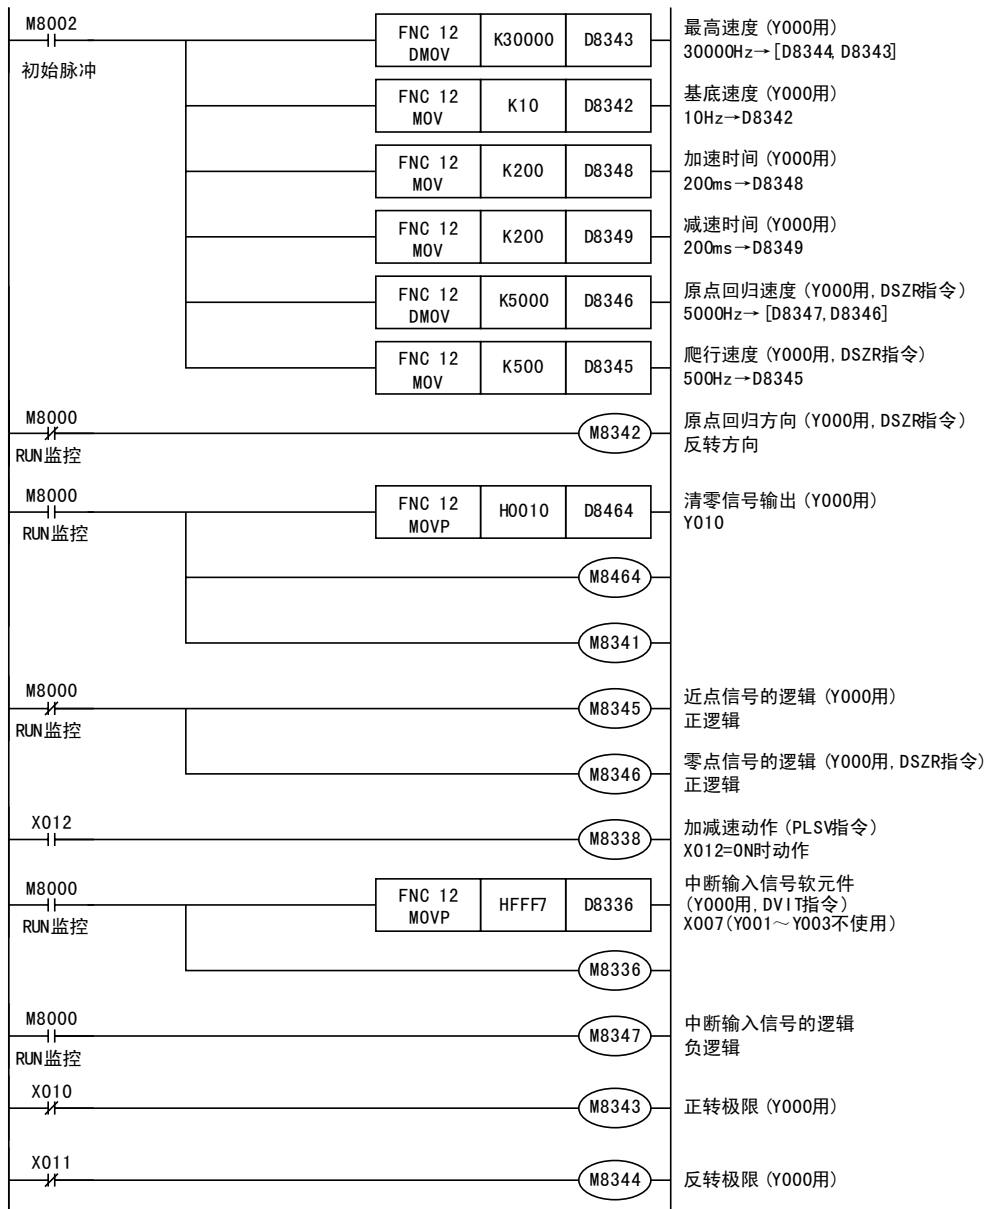 M8002
初始脉冲
FNC 12
DMOV
K30000
D8343
最高速度(Y000用)
30000Hz→[D8344,D8343]
FNC 12
MOV
K10
D8342
基底速度(Y000用)
10Hz→D8342
FNC 12
MOV
K200
D8348
加速时间(Y000用)
200ms→D8348
FNC 12
MOV
K200
D8349
减速时间(Y000用)
200ms→D8349
FNC 12
DMOV
K5000
D8346
原点回归速度(Y000用,DSZR指令)
5000Hz→[D8347,D8346]
FNC 12
MOV
K500
D8345
爬行速度(Y000用,DSZR指令)
500Hz→D8345
M8000
RUN监控
M8342
原点回归方向(Y000用,DSZR指令)
反转方向
M8000
RUN监控
FNC 12
MOVP
H0010
D8464
清零信号输出(Y000用)
Y010
M8464
M8341
M8000
RUN监控
M8345
近点信号的逻辑(Y000用)
正逻辑
M8346
零点信号的逻辑(Y000用,DSZR指令)
正逻辑
X012
M8338
加减速动作(PLSV指令)
X012=ON时动作
M8000
RUN监控
FNC 12
MOVP
HFFF7
D8336
中断输入信号软元件
(Y000用,DVIT指令)
X007(Y001～Y003不使用)
M8336
M8000
RUN监控
M8347
中断输入信号的逻辑
负逻辑
X010
M8343
正转极限(Y000用)
X011
M8344
反转极限(Y000用)